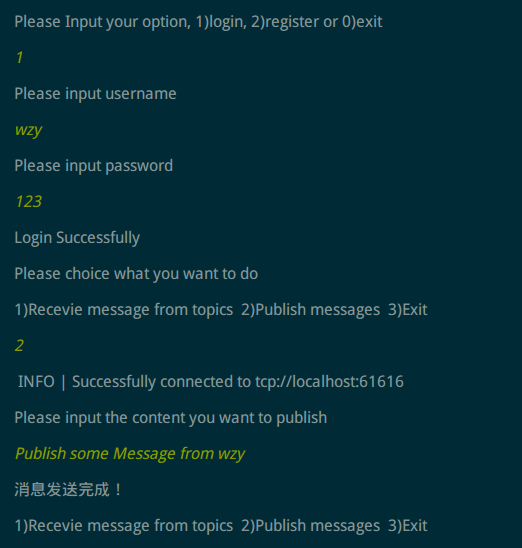 Please Input your option, 1)login, 2)register or 0)exit
1
Please input username
wzy
Please input password
123
Login Successfully
Please choice what you want to do
1)Recevie message from topics  2)Publish messages  3)Exit
2
INFO | Successfully connected to tcp://localhost:61616
Please input the content you want to publish
Publish some Message from wzy
消息发送完成！
1)Recevie message from topics  2)Publish messages  3)Exit